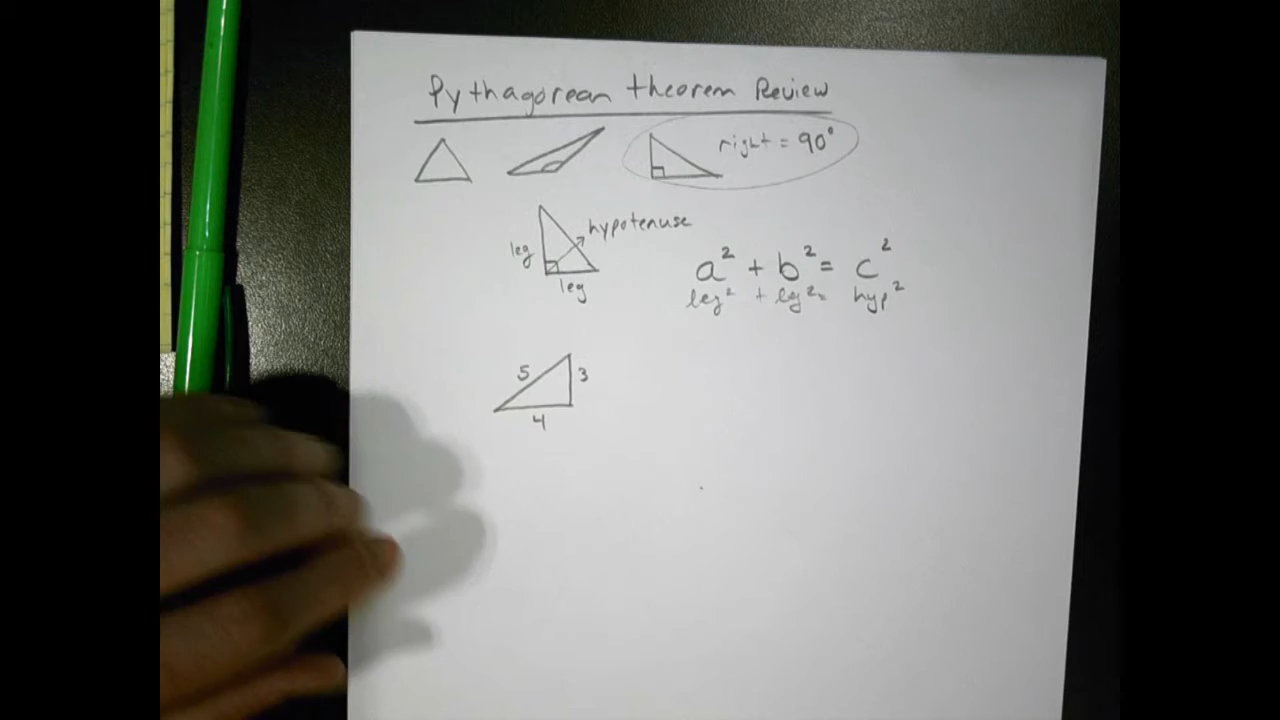 Pythagorean theorem Review
right = 90°
hypotenuse
leg
leg
a² + b² = c²
leg² + leg² = hyp²
5
3
4